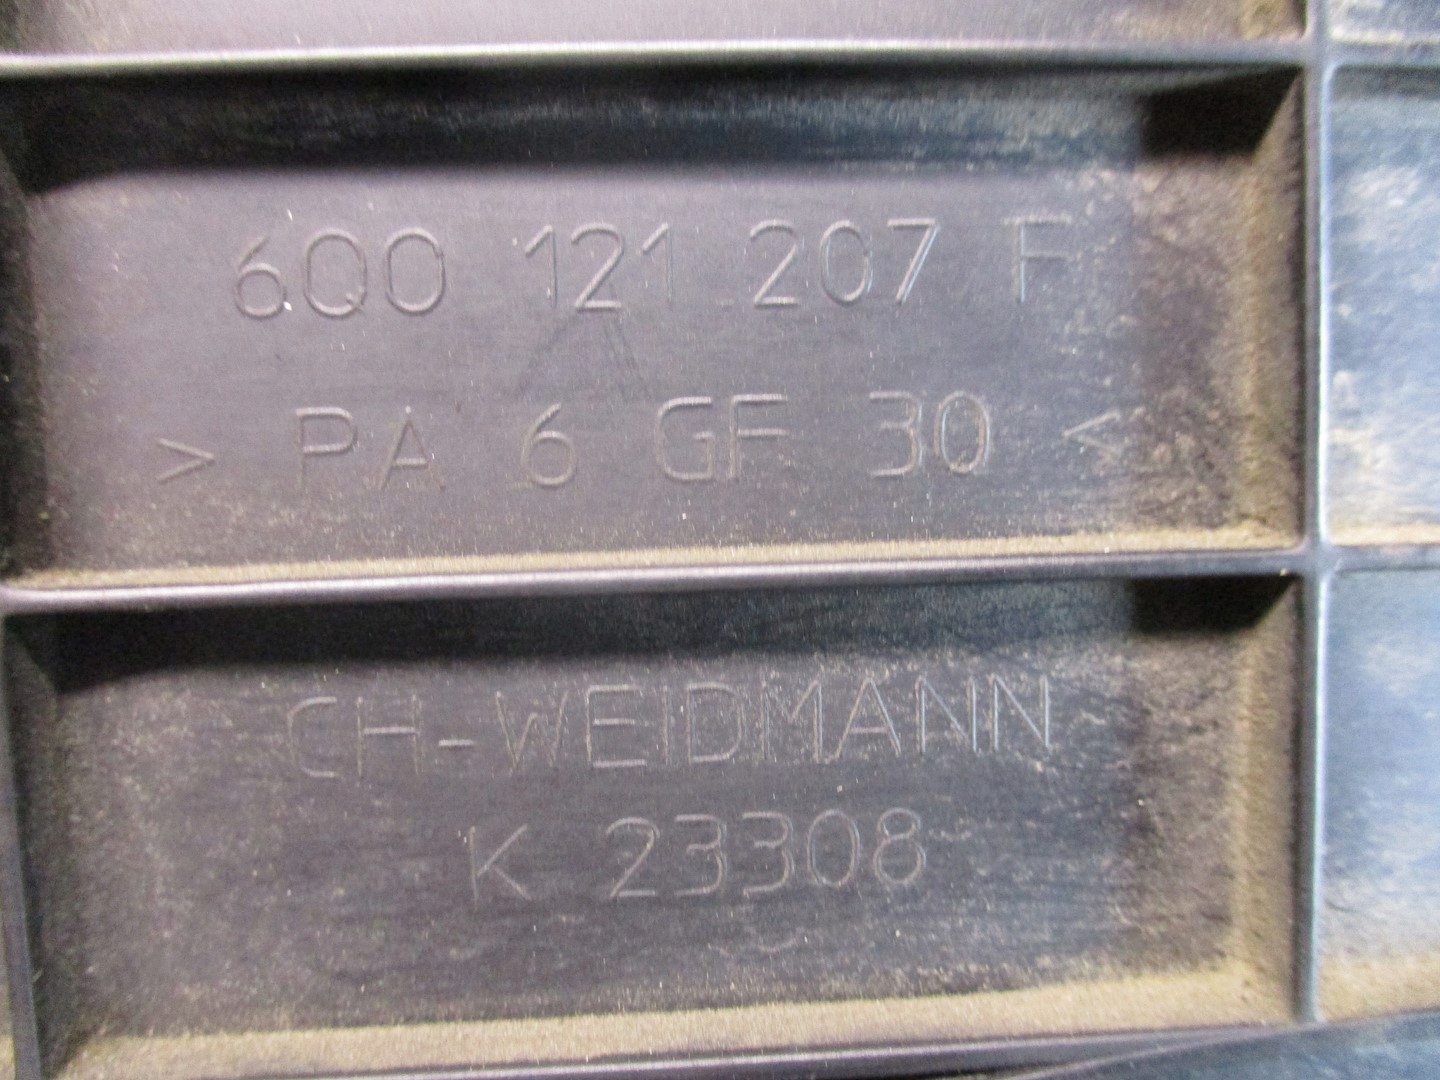 6Q0 121 207 F
> PA 6 GF 30 <
CH-WEIDMANN
K 23308